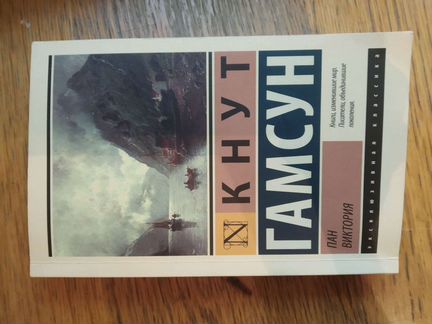 КНУТ
ГАМСУН
Книги, изменившие мир.
Писатели, объединившие
поколения.
ПАН
ВИКТОРИЯ
ЭКСКЛЮЗИВНАЯ КЛАССИКА